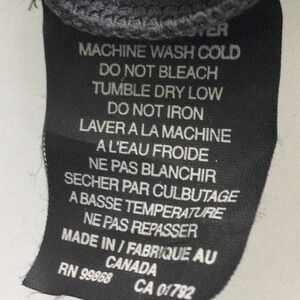 MACHINE WASH COLD
DO NOT BLEACH
TUMBLE DRY LOW
DO NOT IRON
LAVER A LA MACHINE
A L'EAU FROIDE
NE PAS BLANCHIR
SECHER PAR CULBUTAGE
A BASSE TEMPERATURE
NE PAS REPASSER
MADE IN / FABRIQUE AU
CANADA
RN 99868 CA 01792